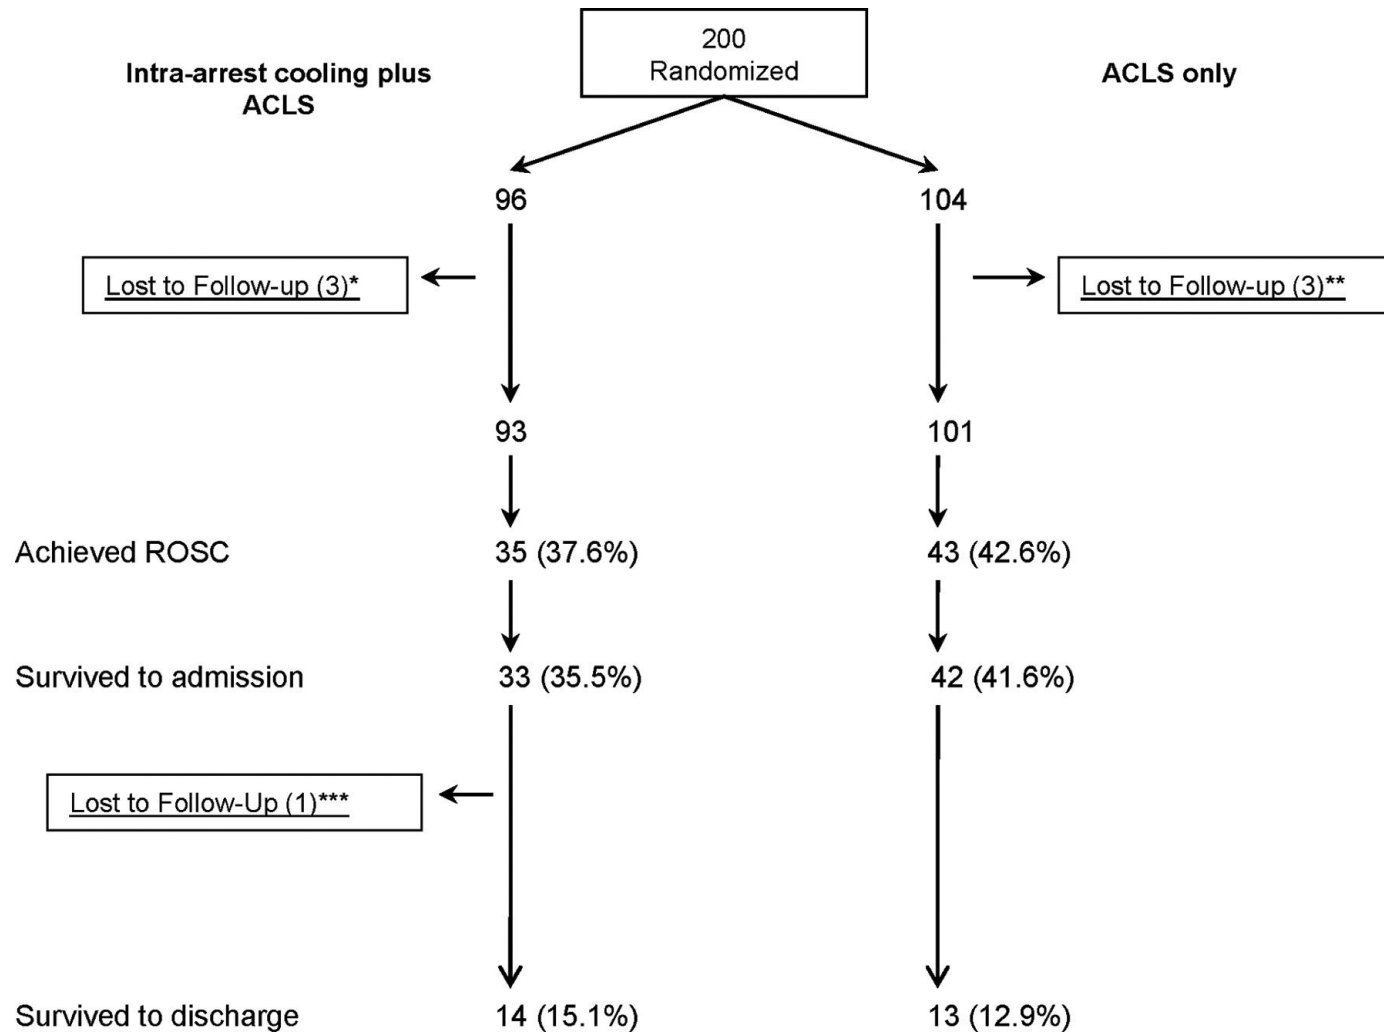 200
Randomized
Intra-arrest cooling plus
ACLS
ACLS only
96
104
Lost to Follow-up (3)*
Lost to Follow-up (3)**
93
101
Achieved ROSC
35 (37.6%)
43 (42.6%)
Survived to admission
33 (35.5%)
42 (41.6%)
Lost to Follow-Up (1)***
Survived to discharge
14 (15.1%)
13 (12.9%)